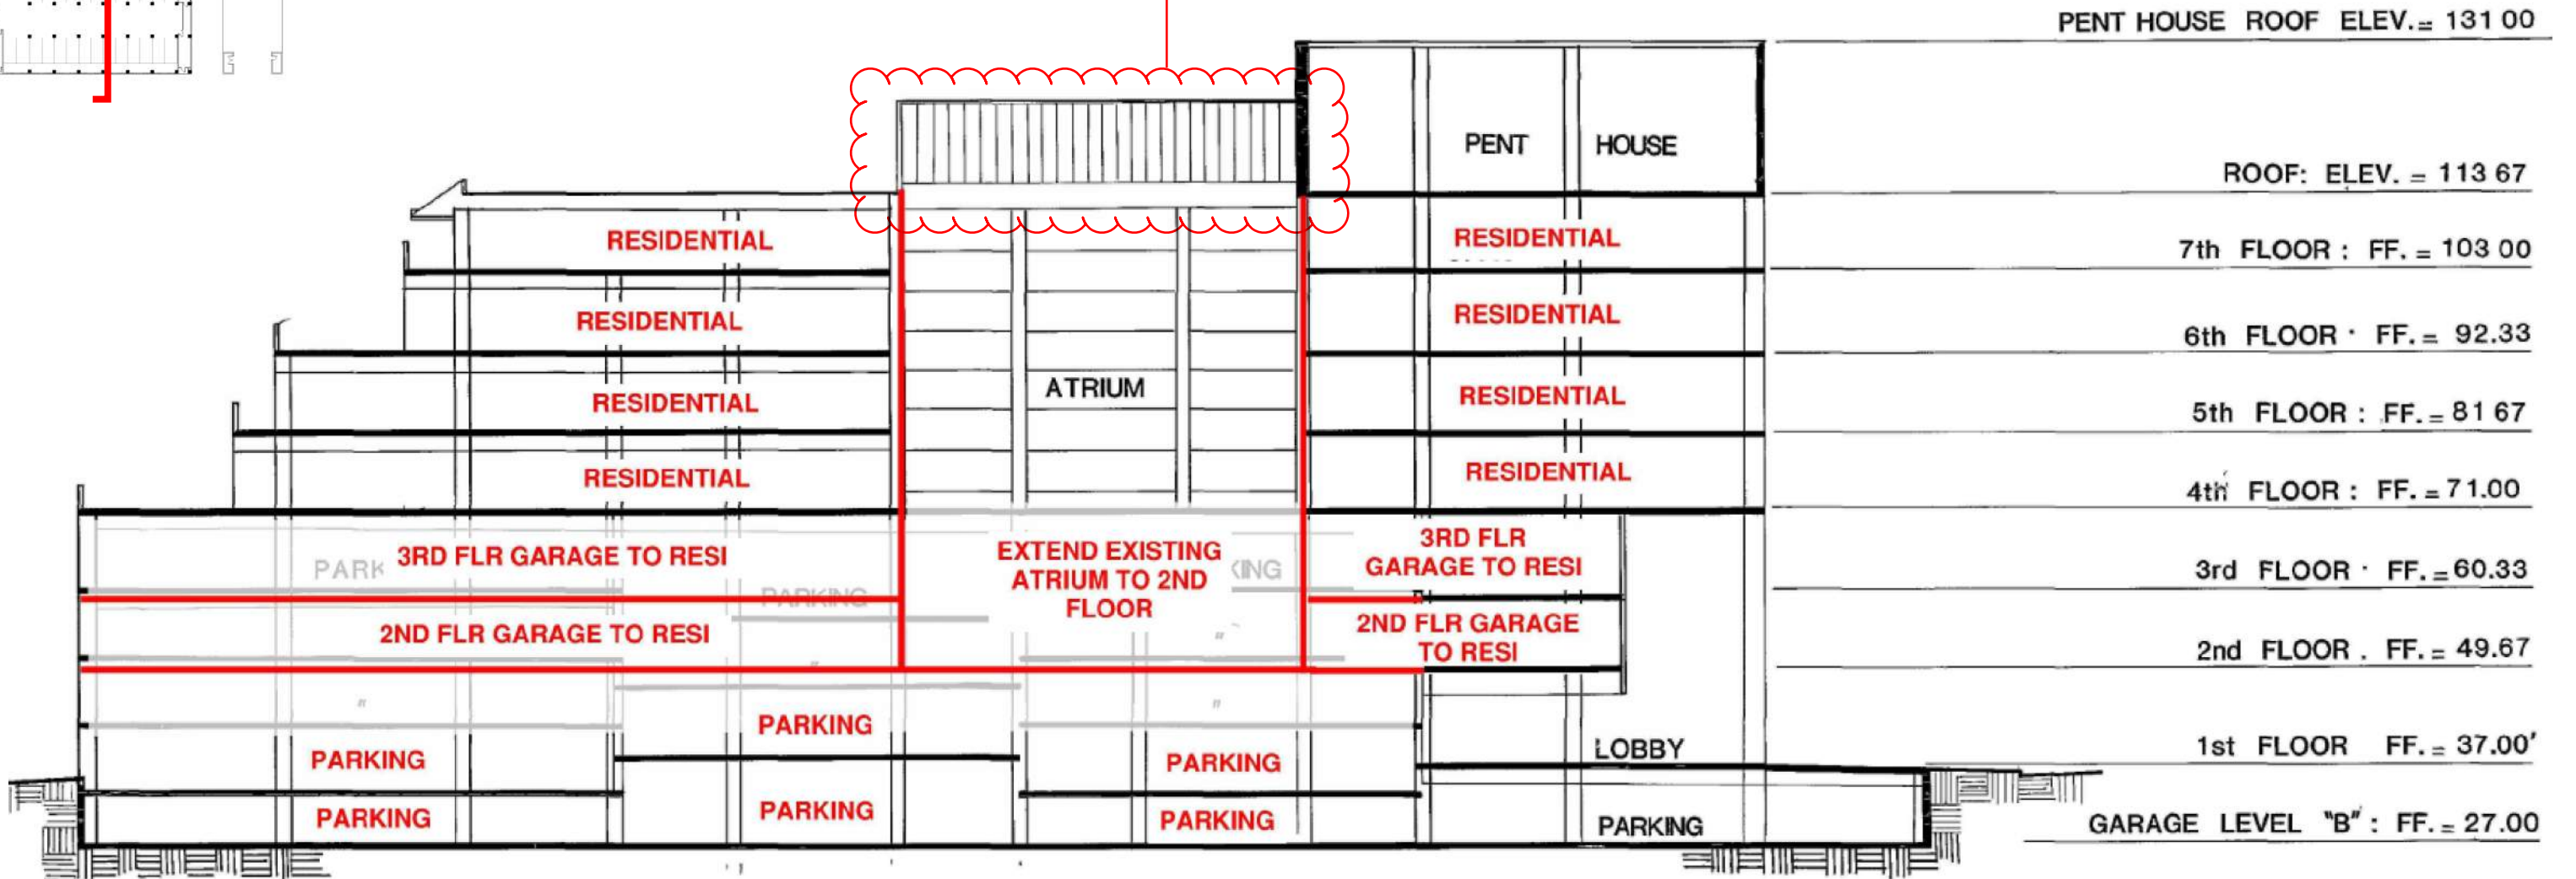 PENT HOUSE ROOF ELEV. = 131 00
PENT HOUSE
ROOF: ELEV. = 113 67
RESIDENTIAL
RESIDENTIAL
7th FLOOR : FF. = 103 00
RESIDENTIAL
RESIDENTIAL
6th FLOOR · FF. = 92.33
RESIDENTIAL
ATRIUM
RESIDENTIAL
5th FLOOR : FF. = 81 67
RESIDENTIAL
RESIDENTIAL
4th FLOOR : FF. = 71.00
PARK
3RD FLR GARAGE TO RESI
PARKING
EXTEND EXISTING
ATRIUM TO 2ND
FLOOR
KING
3RD FLR
GARAGE TO RESI
3rd FLOOR · FF. = 60.33
2ND FLR GARAGE TO RESI
"
2ND FLR GARAGE
TO RESI
2nd FLOOR . FF. = 49.67
"
"
"
PARKING
PARKING
PARKING
LOBBY
1st FLOOR FF. = 37.00'
PARKING
PARKING
PARKING
PARKING
GARAGE LEVEL "B" : FF. = 27.00